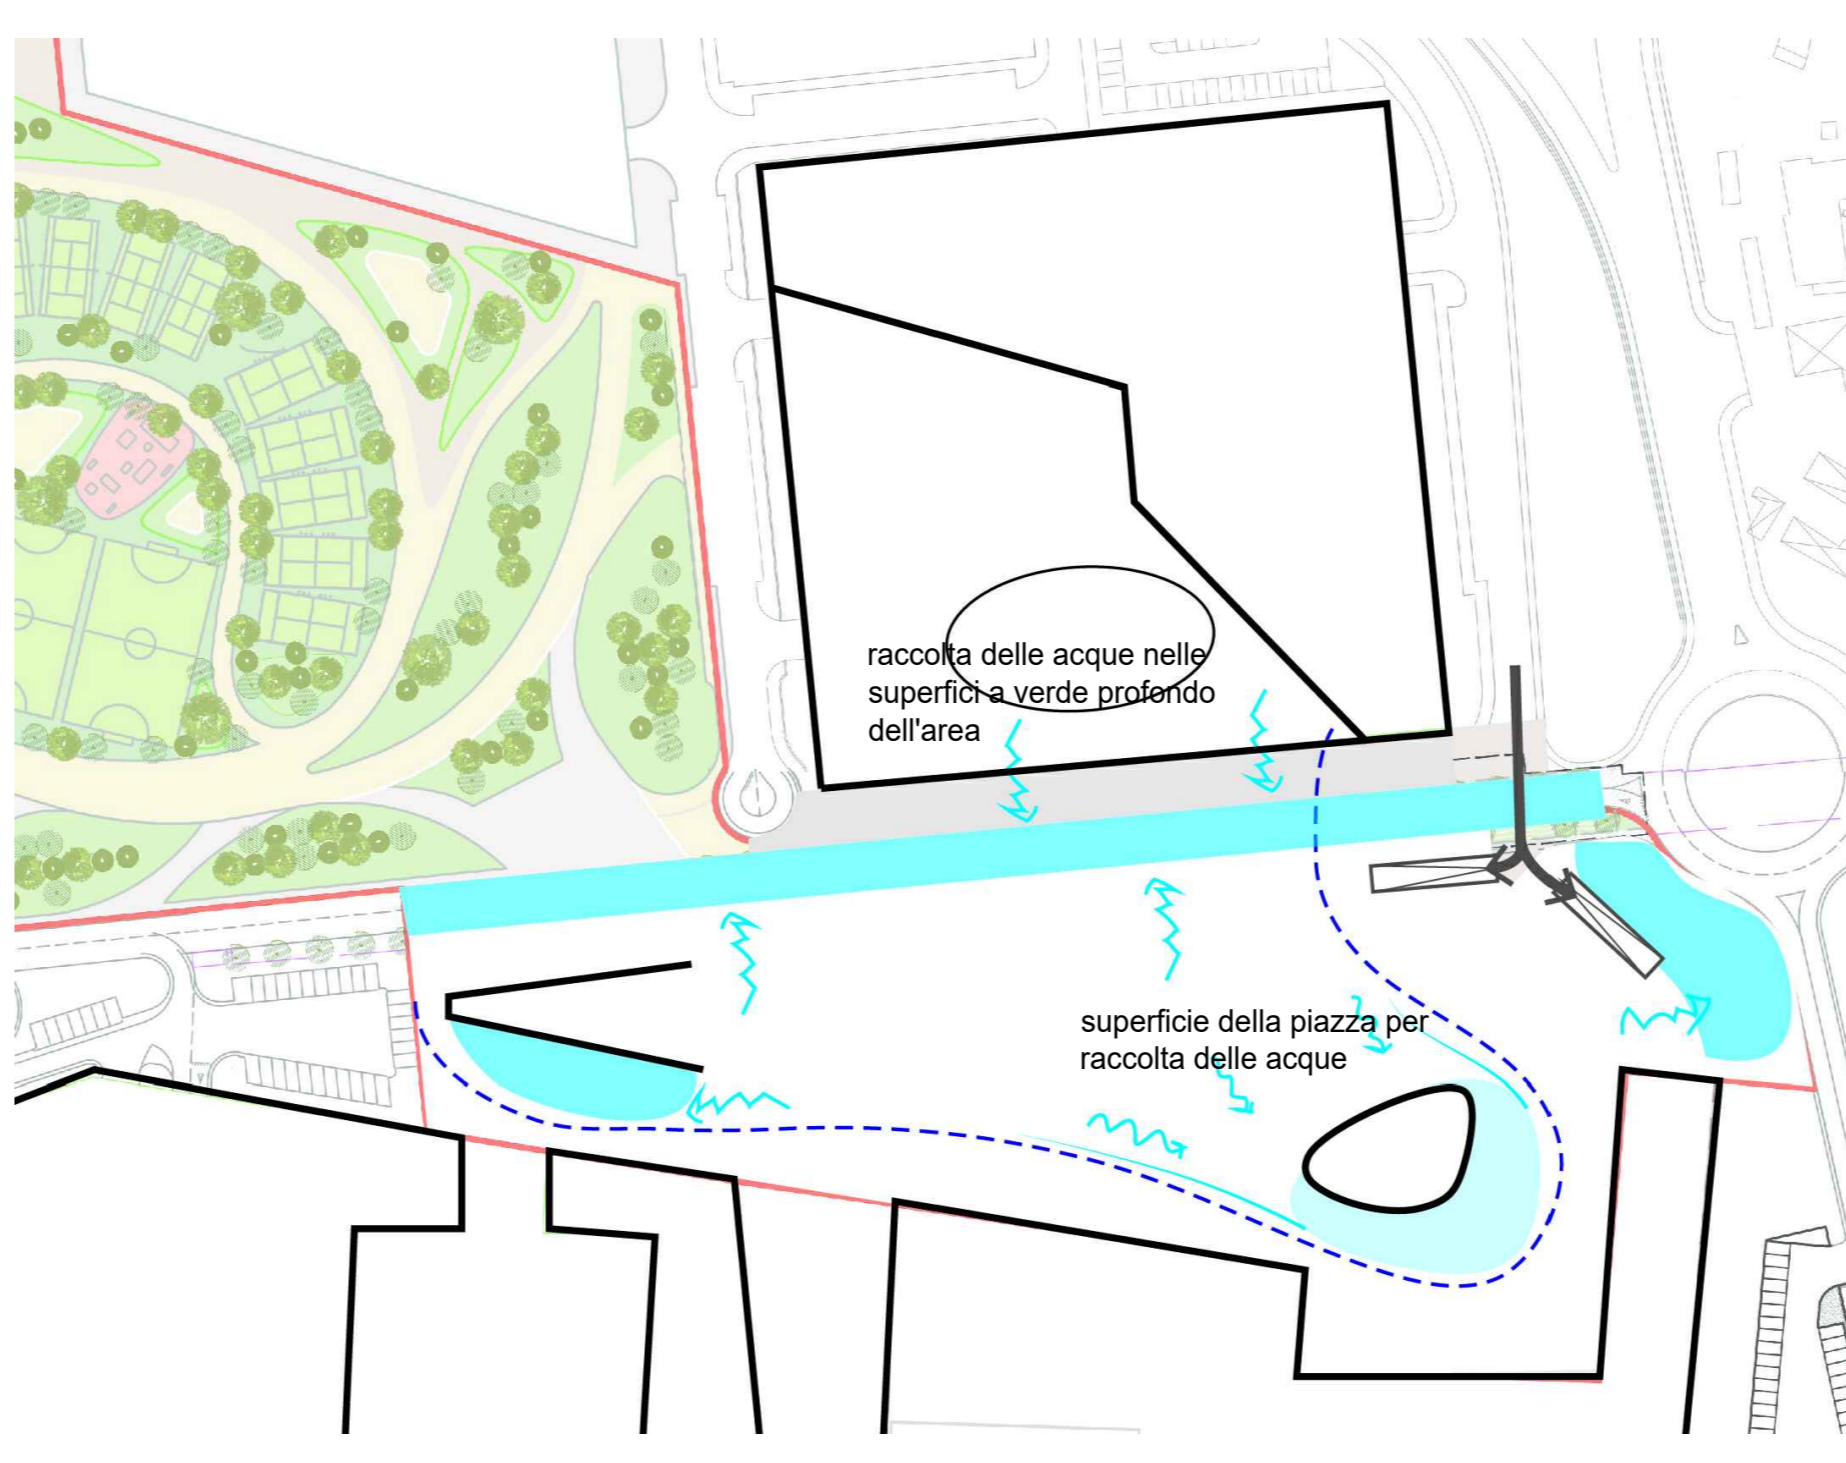 raccolta delle acque nelle
superfici a verde profondo
dell'area
superficie della piazza per
raccolta delle acque